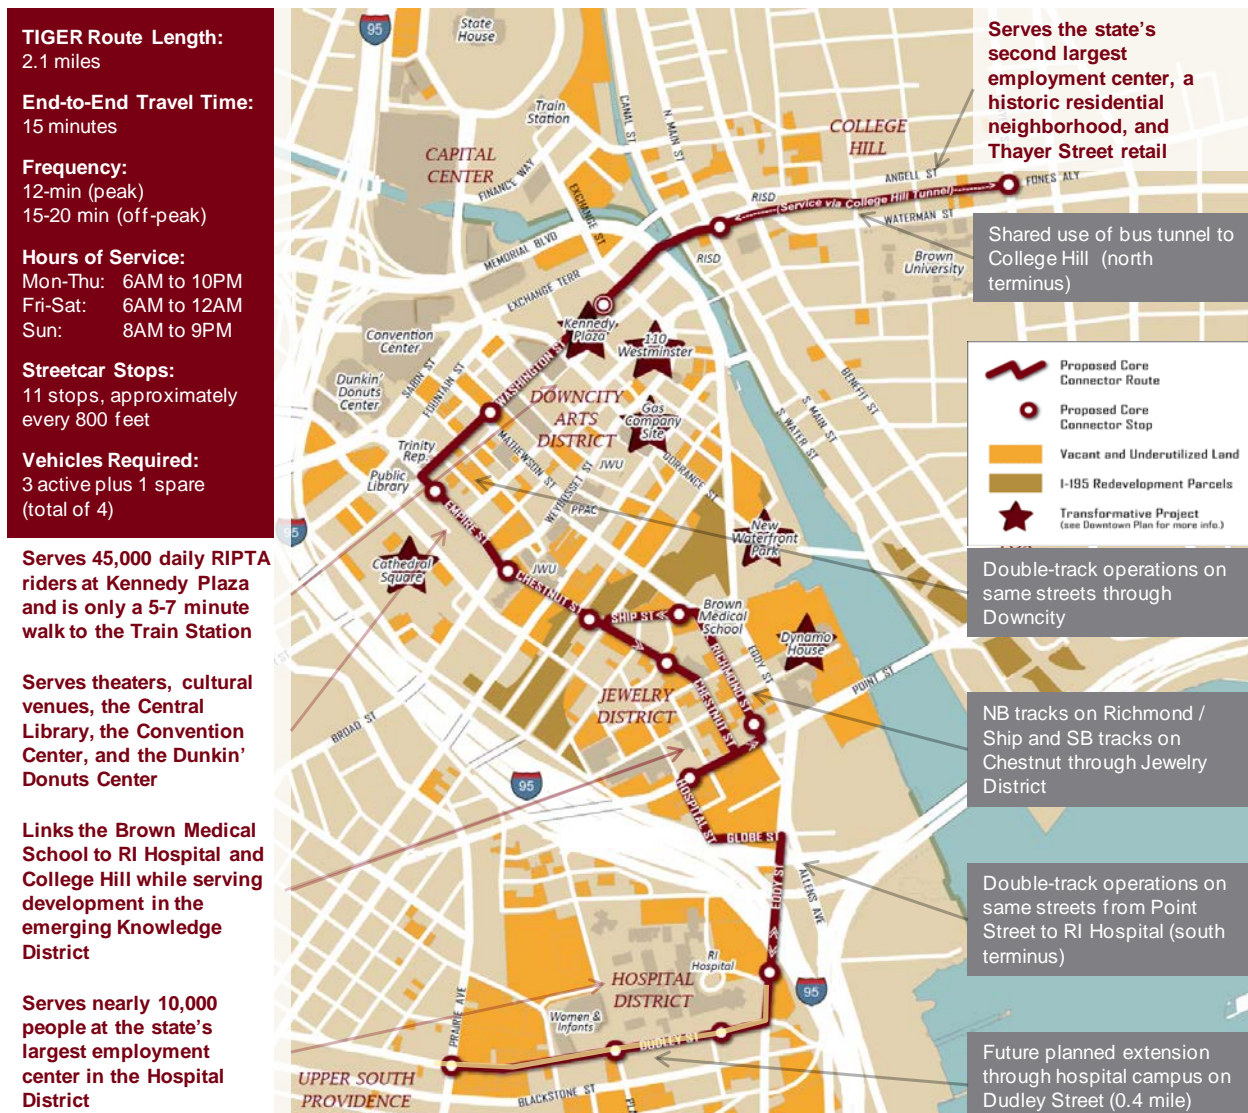 TIGER Route Length:
2.1 miles
End-to-End Travel Time:
15 minutes
Frequency:
12-min (peak)
15-20 min (off-peak)
Hours of Service:
Mon-Thu: 6AM to 10PM
Fri-Sat: 6AM to 12AM
Sun: 8AM to 9PM
Streetcar Stops:
11 stops, approximately
every 800 feet
Vehicles Required:
3 active plus 1 spare
(total of 4)
Serves 45,000 daily RIPTA
riders at Kennedy Plaza
and is only a 5-7 minute
walk to the Train Station
Serves theaters, cultural
venues, the Central
Library, the Convention
Center, and the Dunkin'
Donuts Center
Links the Brown Medical
School to RI Hospital and
College Hill while serving
development in the
emerging Knowledge
District
Serves nearly 10,000
people at the state's
largest employment
center in the Hospital
District
95
State
House
Train
Station
CANAL ST
N MAIN ST
CAPITAL
CENTER
FINANCE WAY
EXCHANGE ST
COLLEGE
HILL
ANGELL ST
FONES ALY
RISD
(Service via College Hill Tunnel)
WATERMAN ST
MEMORIAL BLVD
RISD
Brown
University
EXCHANGE TERR
Kennedy
Plaza
110
Westminster
Convention
Center
WASHINGTON ST
SABIN ST
FOUNTAIN ST
Dunkin'
Donuts
Center
DOWNCITY
ARTS
DISTRICT
Gas
Company
Site
BENEFIT ST
S MAIN ST
S WATER ST
Trinity
Rep.
Public
Library
MATHEWSON ST
WEYBOSSET ST
JWU
DORRANCE ST
PPAC
EMPIRE ST
New
Waterfront
Park
95
Cathedral
Square
JWU
CHESTNUT ST
SHIP ST
Brown
Medical
School
Dynamo
House
RICHMOND ST
EDDY ST
POINT ST
JEWELRY
DISTRICT
CHESTNUT ST
BROAD ST
95
HOSPITAL ST
GLOBE ST
EDDY ST
ALLENS AVE
RI
Hospital
HOSPITAL
DISTRICT
95
PRAIRIE AVE
Women &
Infants
DUDLEY ST
UPPER SOUTH
PROVIDENCE
BLACKSTONE ST
Serves the state's
second largest
employment center, a
historic residential
neighborhood, and
Thayer Street retail
Shared use of bus tunnel to
College Hill (north
terminus)
Proposed Core
Connector Route
Proposed Core
Connector Stop
Vacant and Underutilized Land
I-195 Redevelopment Parcels
Transformative Project
(see Downtown Plan for more info.)
Double-track operations on
same streets through
Downcity
NB tracks on Richmond /
Ship and SB tracks on
Chestnut through Jewelry
District
Double-track operations on
same streets from Point
Street to RI Hospital (south
terminus)
Future planned extension
through hospital campus on
Dudley Street (0.4 mile)